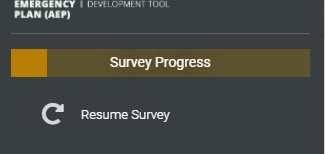 EMERGENCY | DEVELOPMENT TOOL
PLAN (AEP)
Survey Progress
Resume Survey